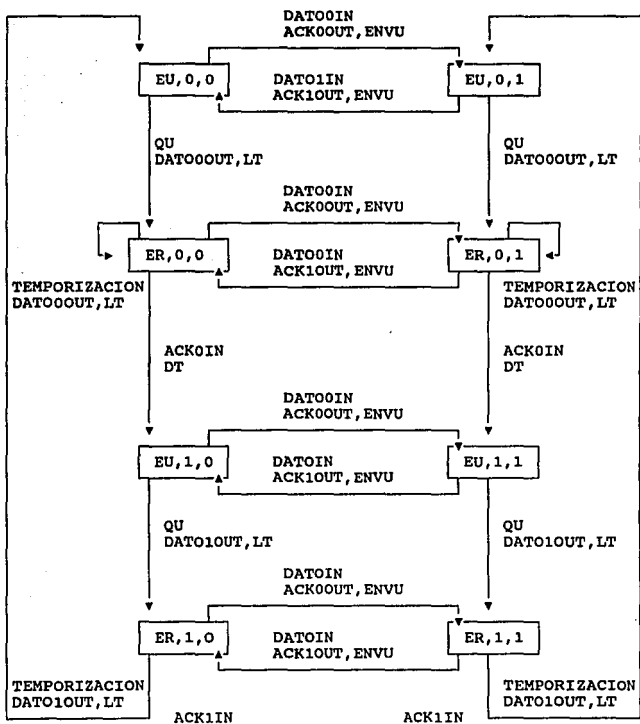 DATO0IN
ACK0OUT,ENVU
EU,0,0
DATO1IN
ACK1OUT,ENVU
EU,0,1
QU
DATO0OUT,LT
QU
DATO0OUT,LT
DATO0IN
ACK0OUT,ENVU
ER,0,0
DATO0IN
ACK1OUT,ENVU
ER,0,1
TEMPORIZACION
DATO0OUT,LT
TEMPORIZACION
DATO0OUT,LT
ACK0IN
DT
ACK0IN
DT
DATO0IN
ACK0OUT,ENVU
EU,1,0
DATOIN
ACK1OUT,ENVU
EU,1,1
QU
DATO1OUT,LT
QU
DATO1OUT,LT
DATOIN
ACK0OUT,ENVU
ER,1,0
DATOIN
ACK1OUT,ENVU
ER,1,1
TEMPORIZACION
DATO1OUT,LT
TEMPORIZACION
DATO1OUT,LT
ACK1IN
ACK1IN